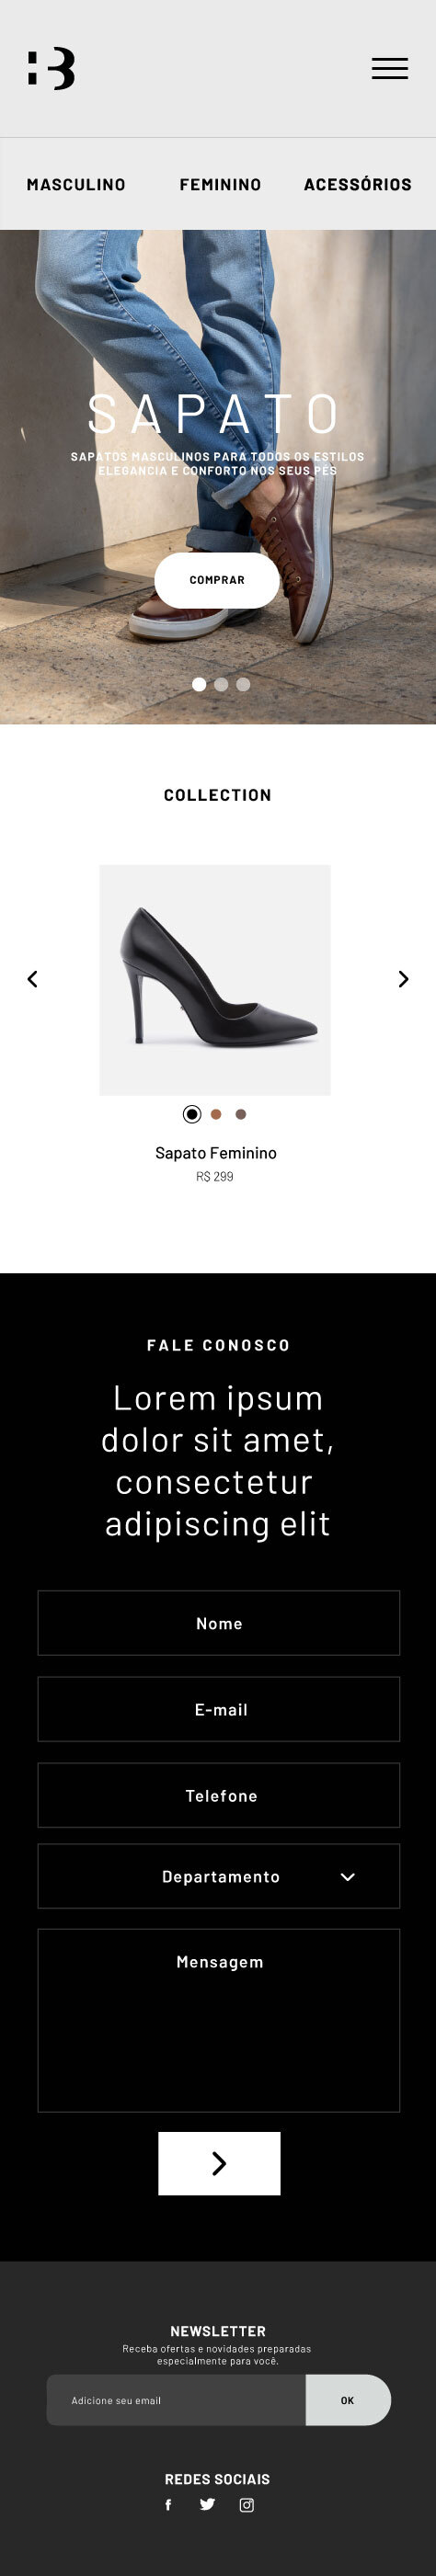 B
MASCULINO FEMININO ACESSÓRIOS
SAPATO
SAPATOS MASCULINOS PARA TODOS OS ESTILOS
ELEGANCIA E CONFORTO NOS SEUS PÉS
COMPRAR
COLLECTION
Sapato Feminino
R$ 299
FALE CONOSCO
Lorem ipsum
dolor sit amet,
consectetur
adipiscing elit
Nome
E-mail
Telefone
Departamento
Mensagem
NEWSLETTER
Receba ofertas e novidades preparadas
especialmente para você.
Adicione seu email
OK
REDES SOCIAIS